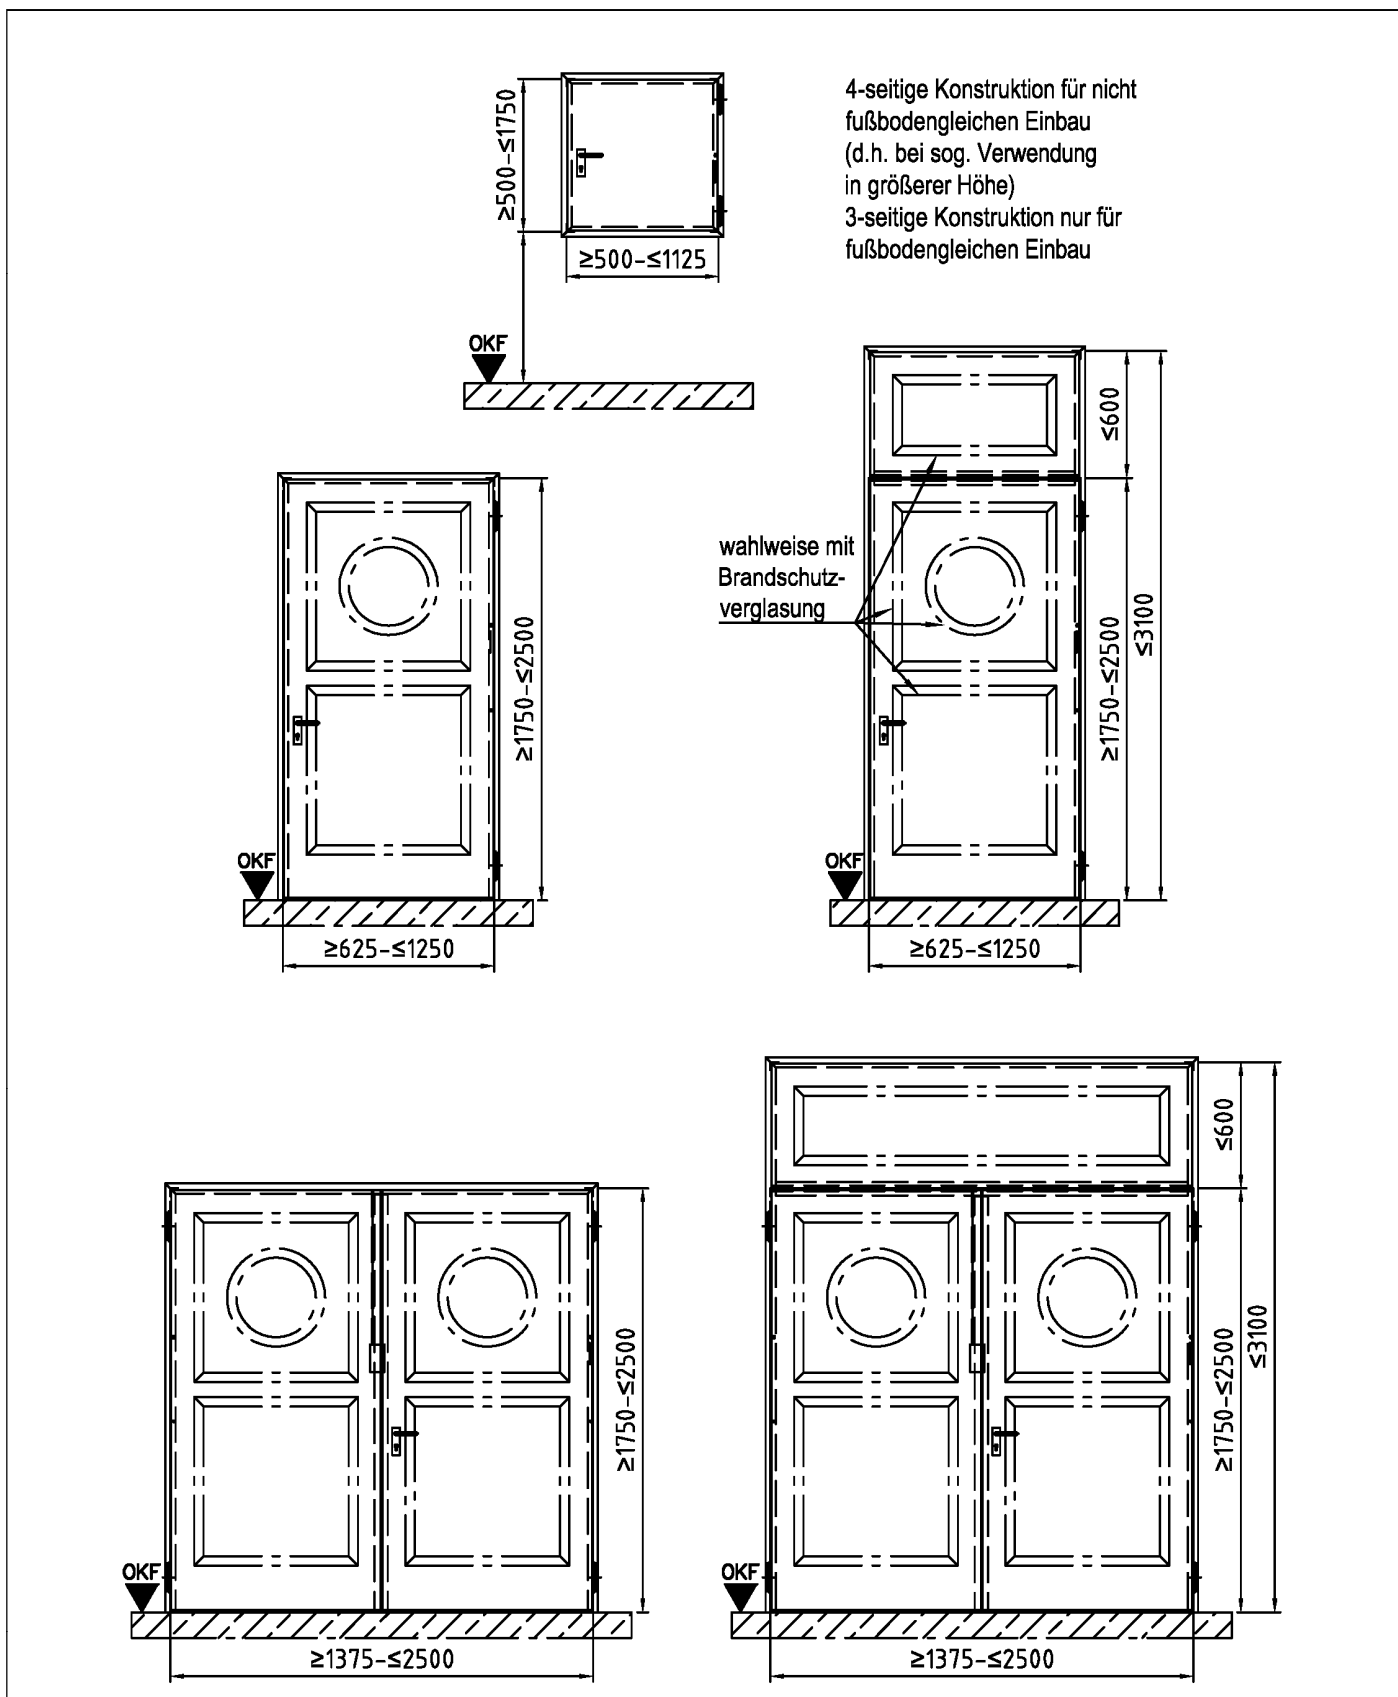 4-seitige Konstruktion für nicht
fußbodengleichen Einbau
(d.h. bei sog. Verwendung
in größerer Höhe)
3-seitige Konstruktion nur für
fußbodengleichen Einbau
≥500-≤1750
≥500-≤1125
OKF
≤600
≥1750-≤2500
≤3100
wahlweise mit
Brandschutz-
verglasung
≥1750-≤2500
OKF
OKF
≥625-≤1250
≥625-≤1250
≤600
≥1750-≤2500
≥1750-≤2500
≤3100
OKF
OKF
≥1375-≤2500
≥1375-≤2500